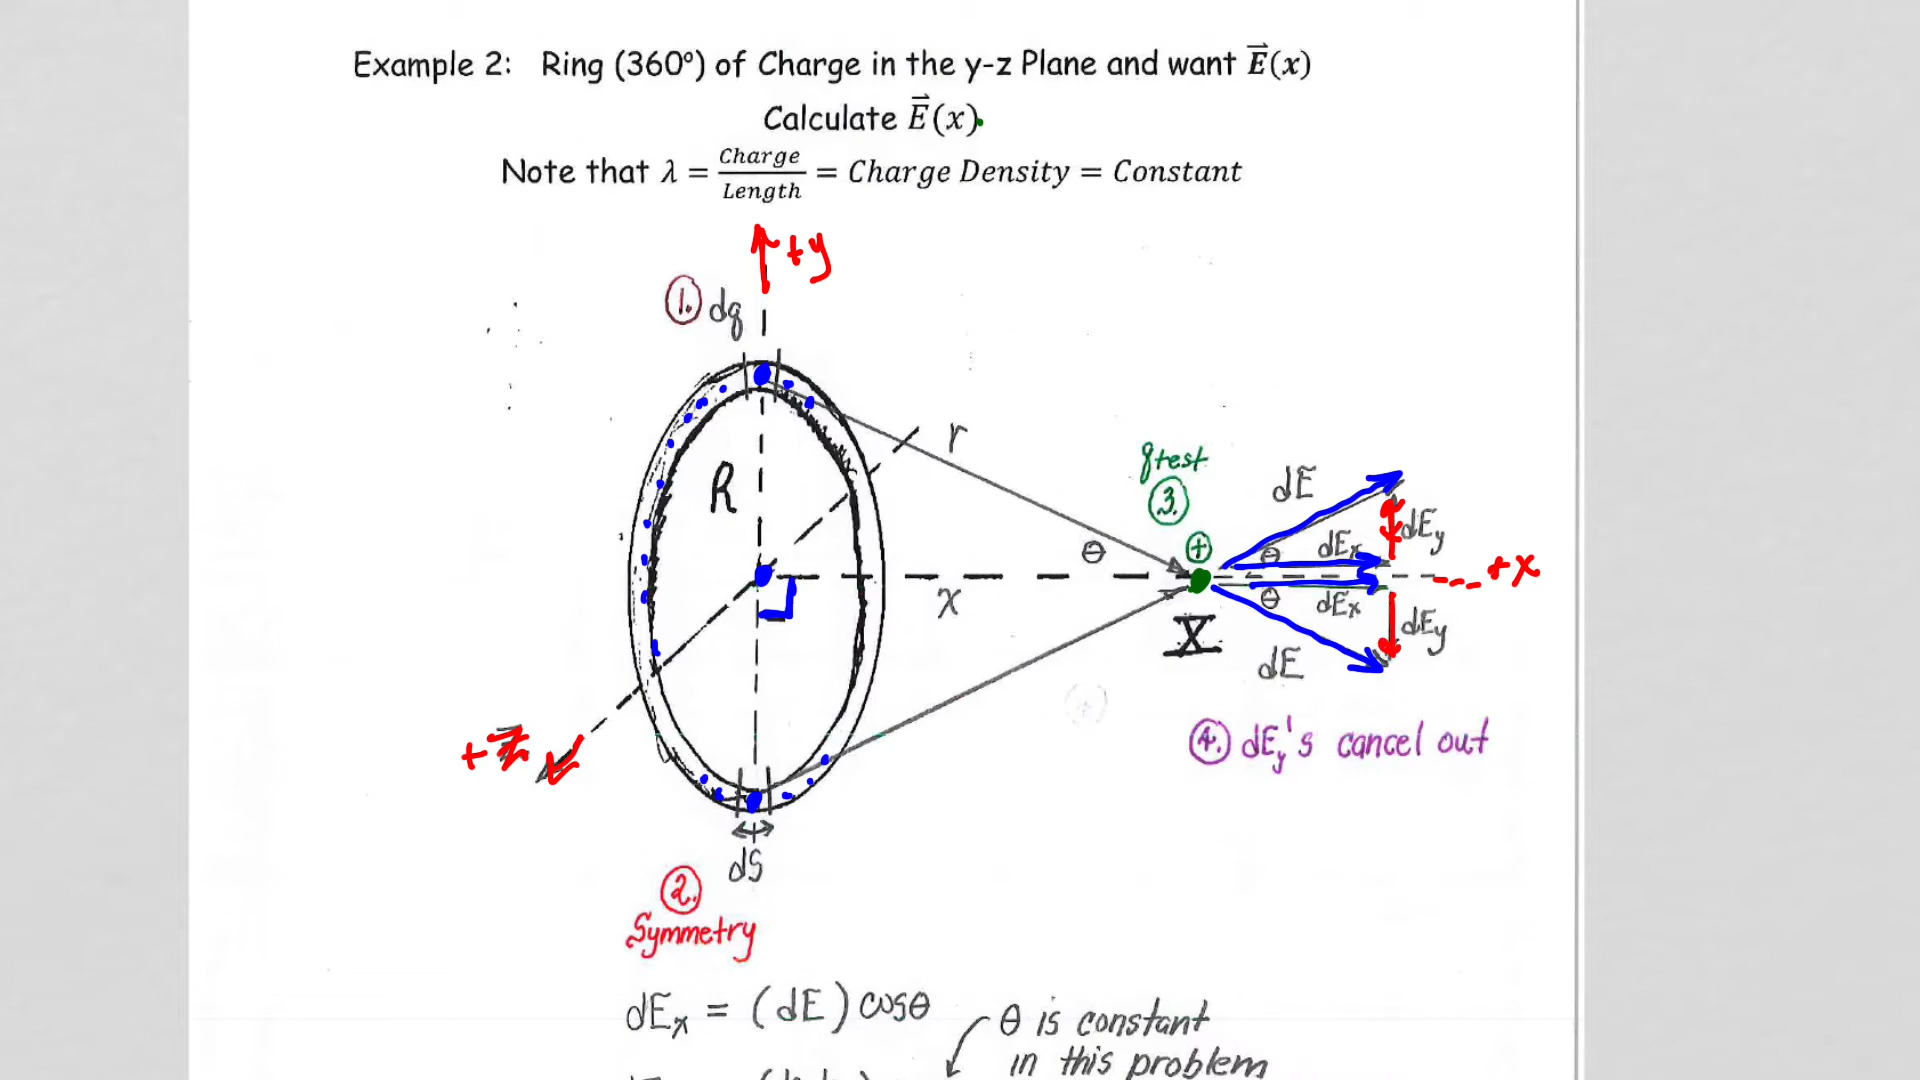 Example 2: Ring (360º) of Charge in the y-z Plane and want E⃗(x)
Calculate E⃗(x).
Note that λ = Charge/Length = Charge Density = Constant
+y
1. dq
r
R
qtest
3.
+
dE
dEy
θ
θ
dEx
+x
x
θ
dEx
X
dEy
dE
+z
4. dEy's cancel out
dS
2.
Symmetry
dEx = (dE) cosθ
θ is constant
in this problem